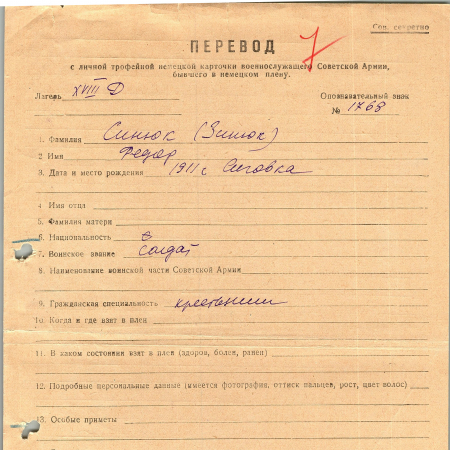 Сов. секретно
ПЕРЕВОД 7
с личной трофейной немецкой карточки военнослужащего Советской Армии,
бывшего в немецком плену.
Лагерь XVIII Д Опознавательный знак
№ 1768
1. Фамилия Синюк (Зинюк)
2 Имя Федор
3. Дата и место рождения 1911 г Сиговка
4 Имя отца
5. Фамилия матери
6. Национальность
7. Воинское звание Солдат
8. Наименование воинской части Советской Армии
9. Гражданская специальность крестьянин
10. Когда и где взят в плен
11. В каком состоянии взят в плен (здоров, болен, ранен)
12. Подробные персональные данные (имеется фотография, оттиск пальцев, рост, цвет волос)
13. Особые приметы